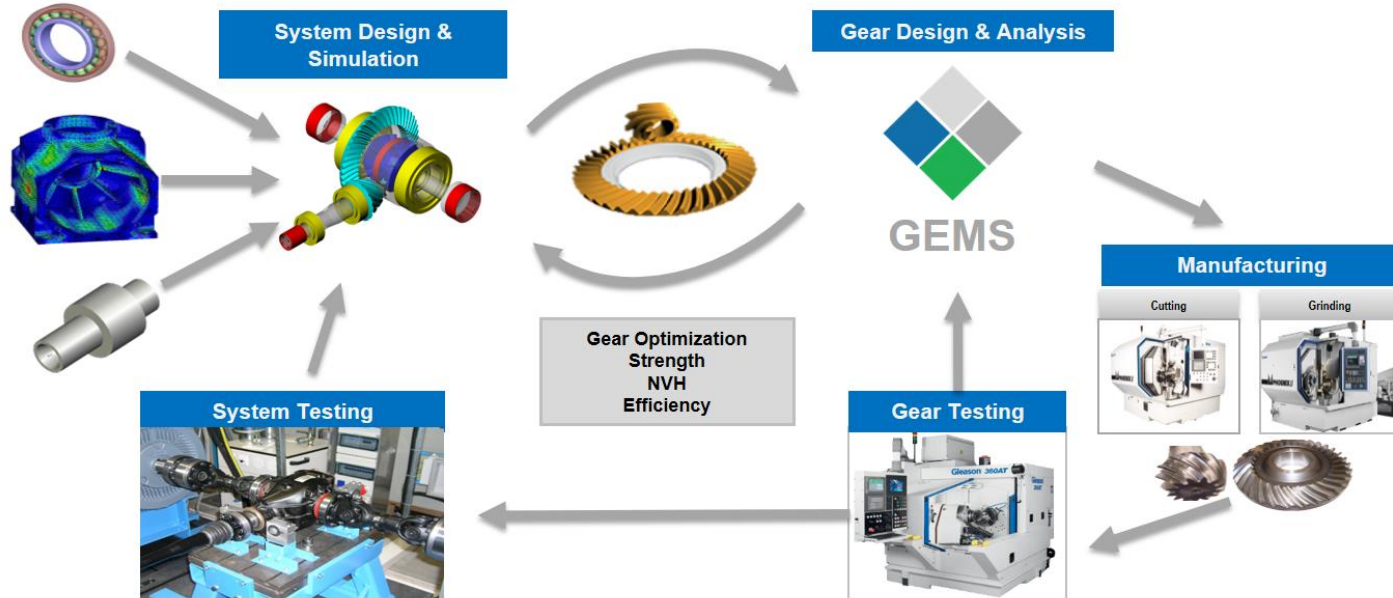 System Design &
Simulation
Gear Design & Analysis
GEMS
Manufacturing
Cutting
Grinding
Gear Optimization
Strength
NVH
Efficiency
System Testing
Gear Testing
Gleason 360AT